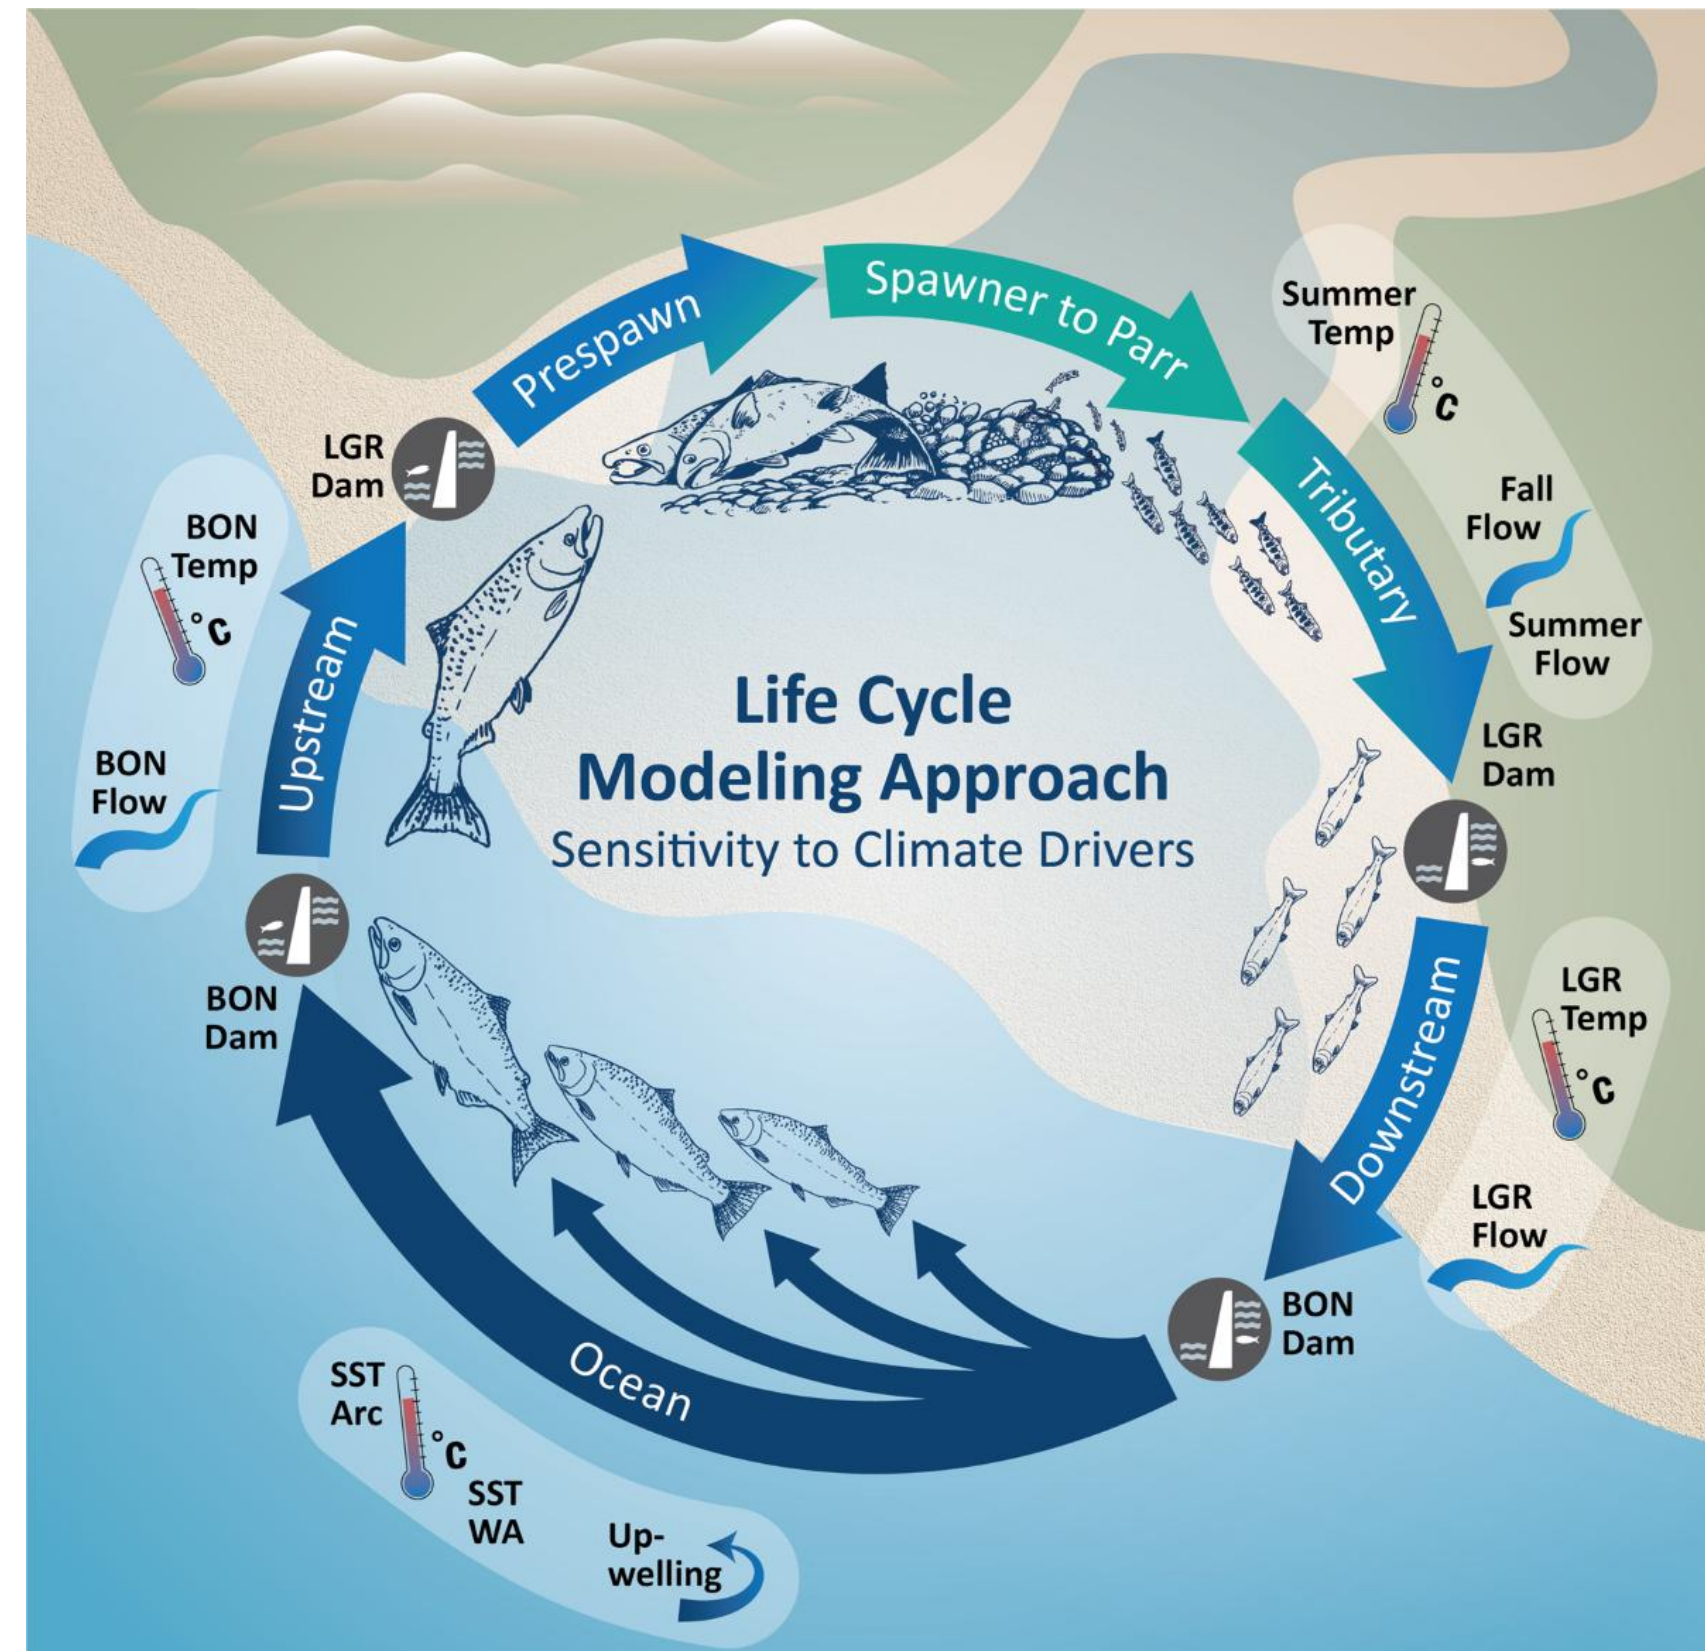 Life Cycle
Modeling Approach
Sensitivity to Climate Drivers
Prespawn
Spawner to Parr
Summer
Temp
°C
Tributary
Fall
Flow
Summer
Flow
LGR
Dam
Downstream
LGR
Temp
°C
LGR
Flow
BON
Dam
Ocean
SST
Arc
°C
SST
WA
Up-
welling
BON
Dam
Upstream
BON
Temp
°C
BON
Flow
LGR
Dam